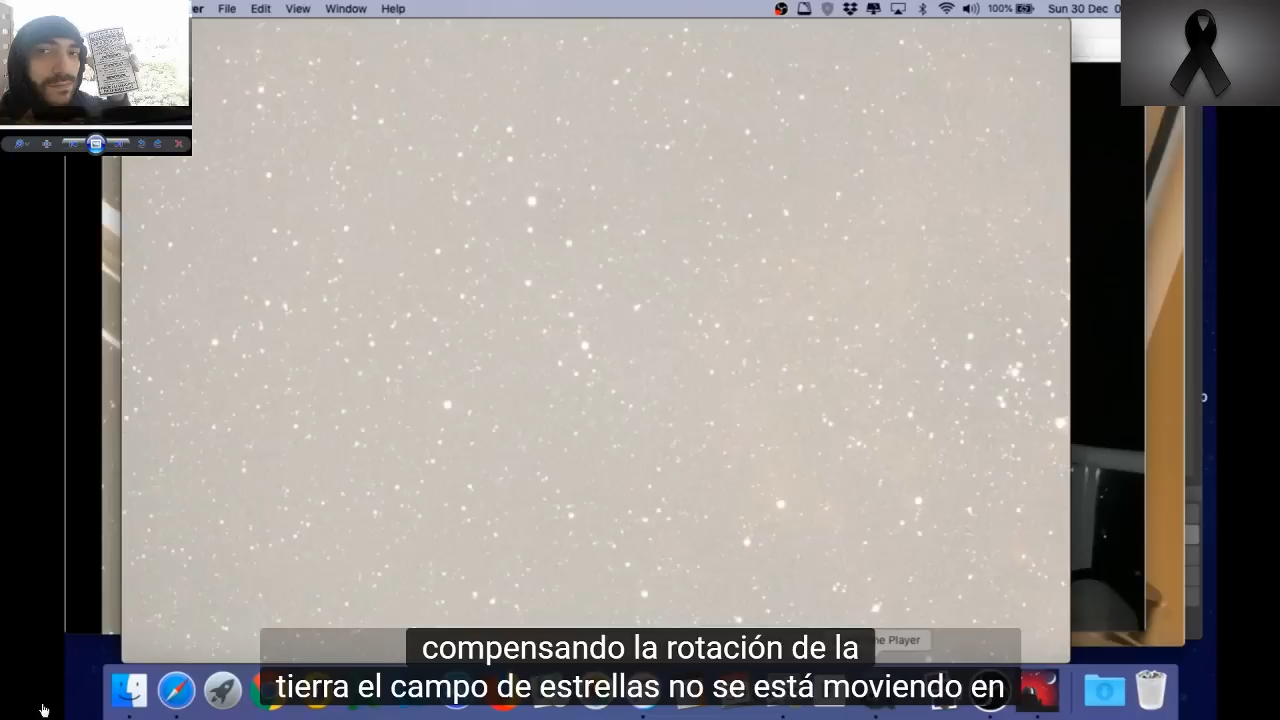 File Edit View Window Help
100%
Sun 30 Dec
compensando la rotación de la
tierra el campo de estrellas no se está moviendo en
Player